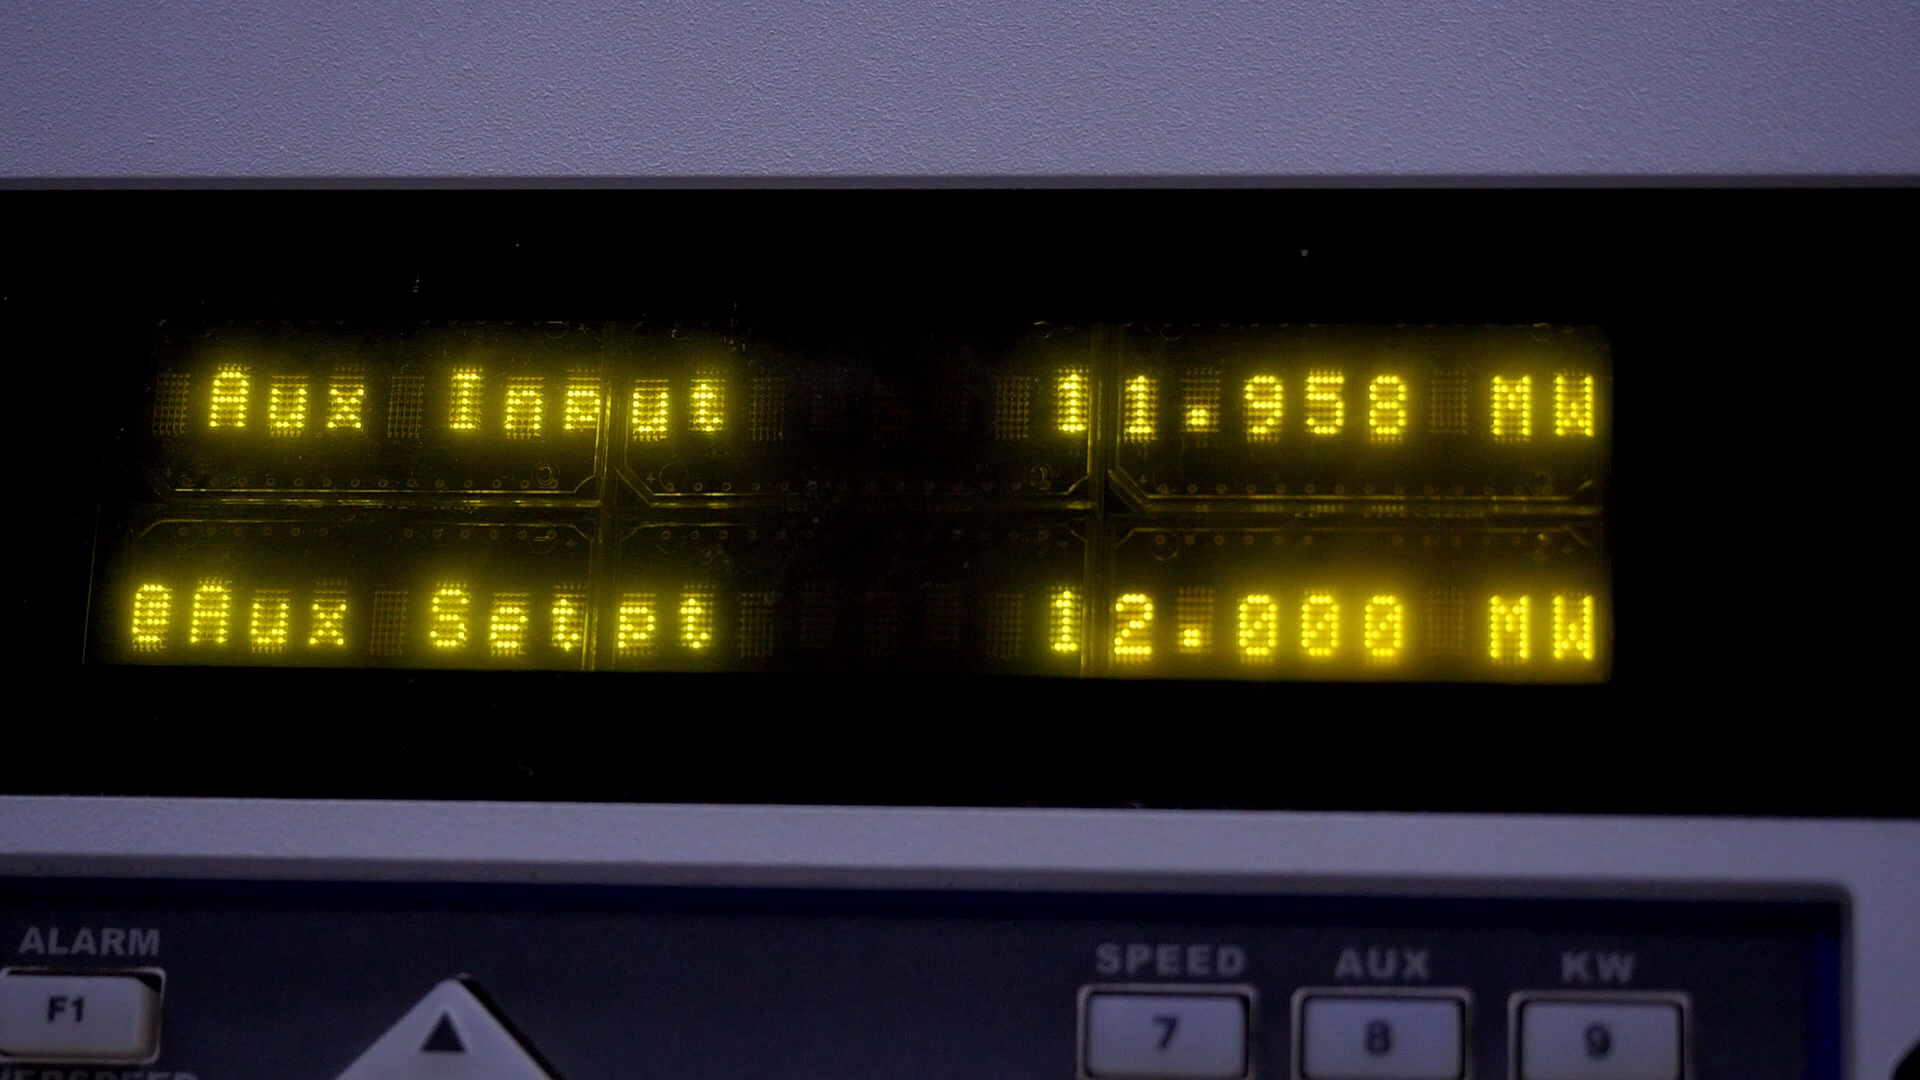 Aux Input 11.958 MW
@Aux Setpt 12.000 MW
ALARM
SPEED AUX KW
F1
7 8 9